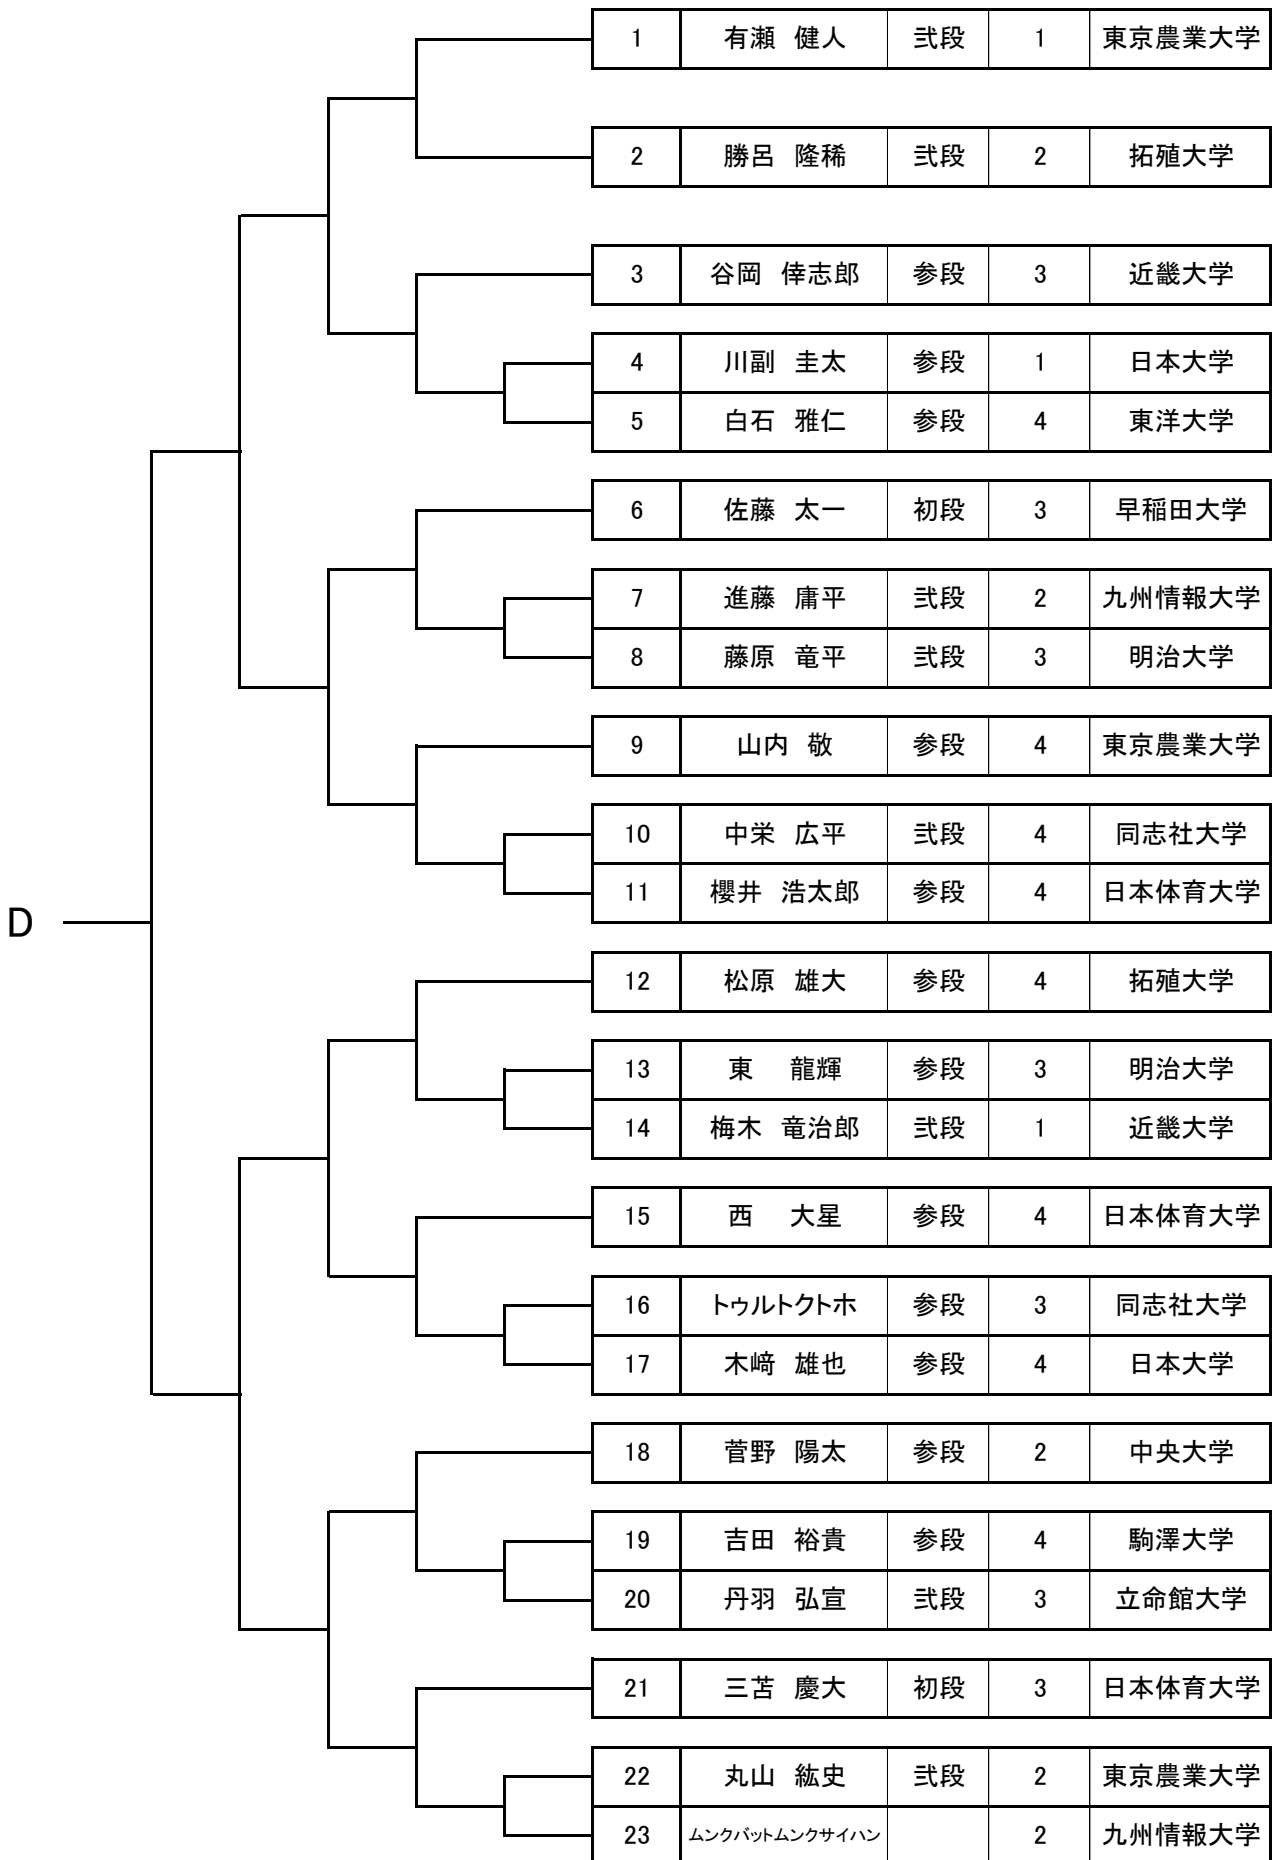 1 有瀬 健人 弐段 1 東京農業大学
2 勝呂 隆稀 弐段 2 拓殖大学
3 谷岡 倖志郎 参段 3 近畿大学
4 川副 圭太 参段 1 日本大学
5 白石 雅仁 参段 4 東洋大学
6 佐藤 太一 初段 3 早稲田大学
7 進藤 庸平 弐段 2 九州情報大学
8 藤原 竜平 弐段 3 明治大学
9 山内 敬 参段 4 東京農業大学
10 中栄 広平 弐段 4 同志社大学
11 櫻井 浩太郎 参段 4 日本体育大学
D
12 松原 雄大 参段 4 拓殖大学
13 東 龍輝 参段 3 明治大学
14 梅木 竜治郎 弐段 1 近畿大学
15 西 大星 参段 4 日本体育大学
16 トゥルトクトホ 参段 3 同志社大学
17 木﨑 雄也 参段 4 日本大学
18 菅野 陽太 参段 2 中央大学
19 吉田 裕貴 参段 4 駒澤大学
20 丹羽 弘宣 弐段 3 立命館大学
21 三苫 慶大 初段 3 日本体育大学
22 丸山 紘史 弐段 2 東京農業大学
23 ムンクバットムンクサイハン 2 九州情報大学